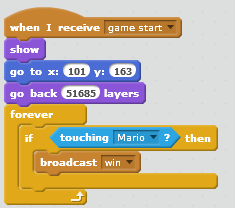 when I receive game start
show
go to x: 101 y: 163
go back 51685 layers
forever
if touching Mario ? then
broadcast win